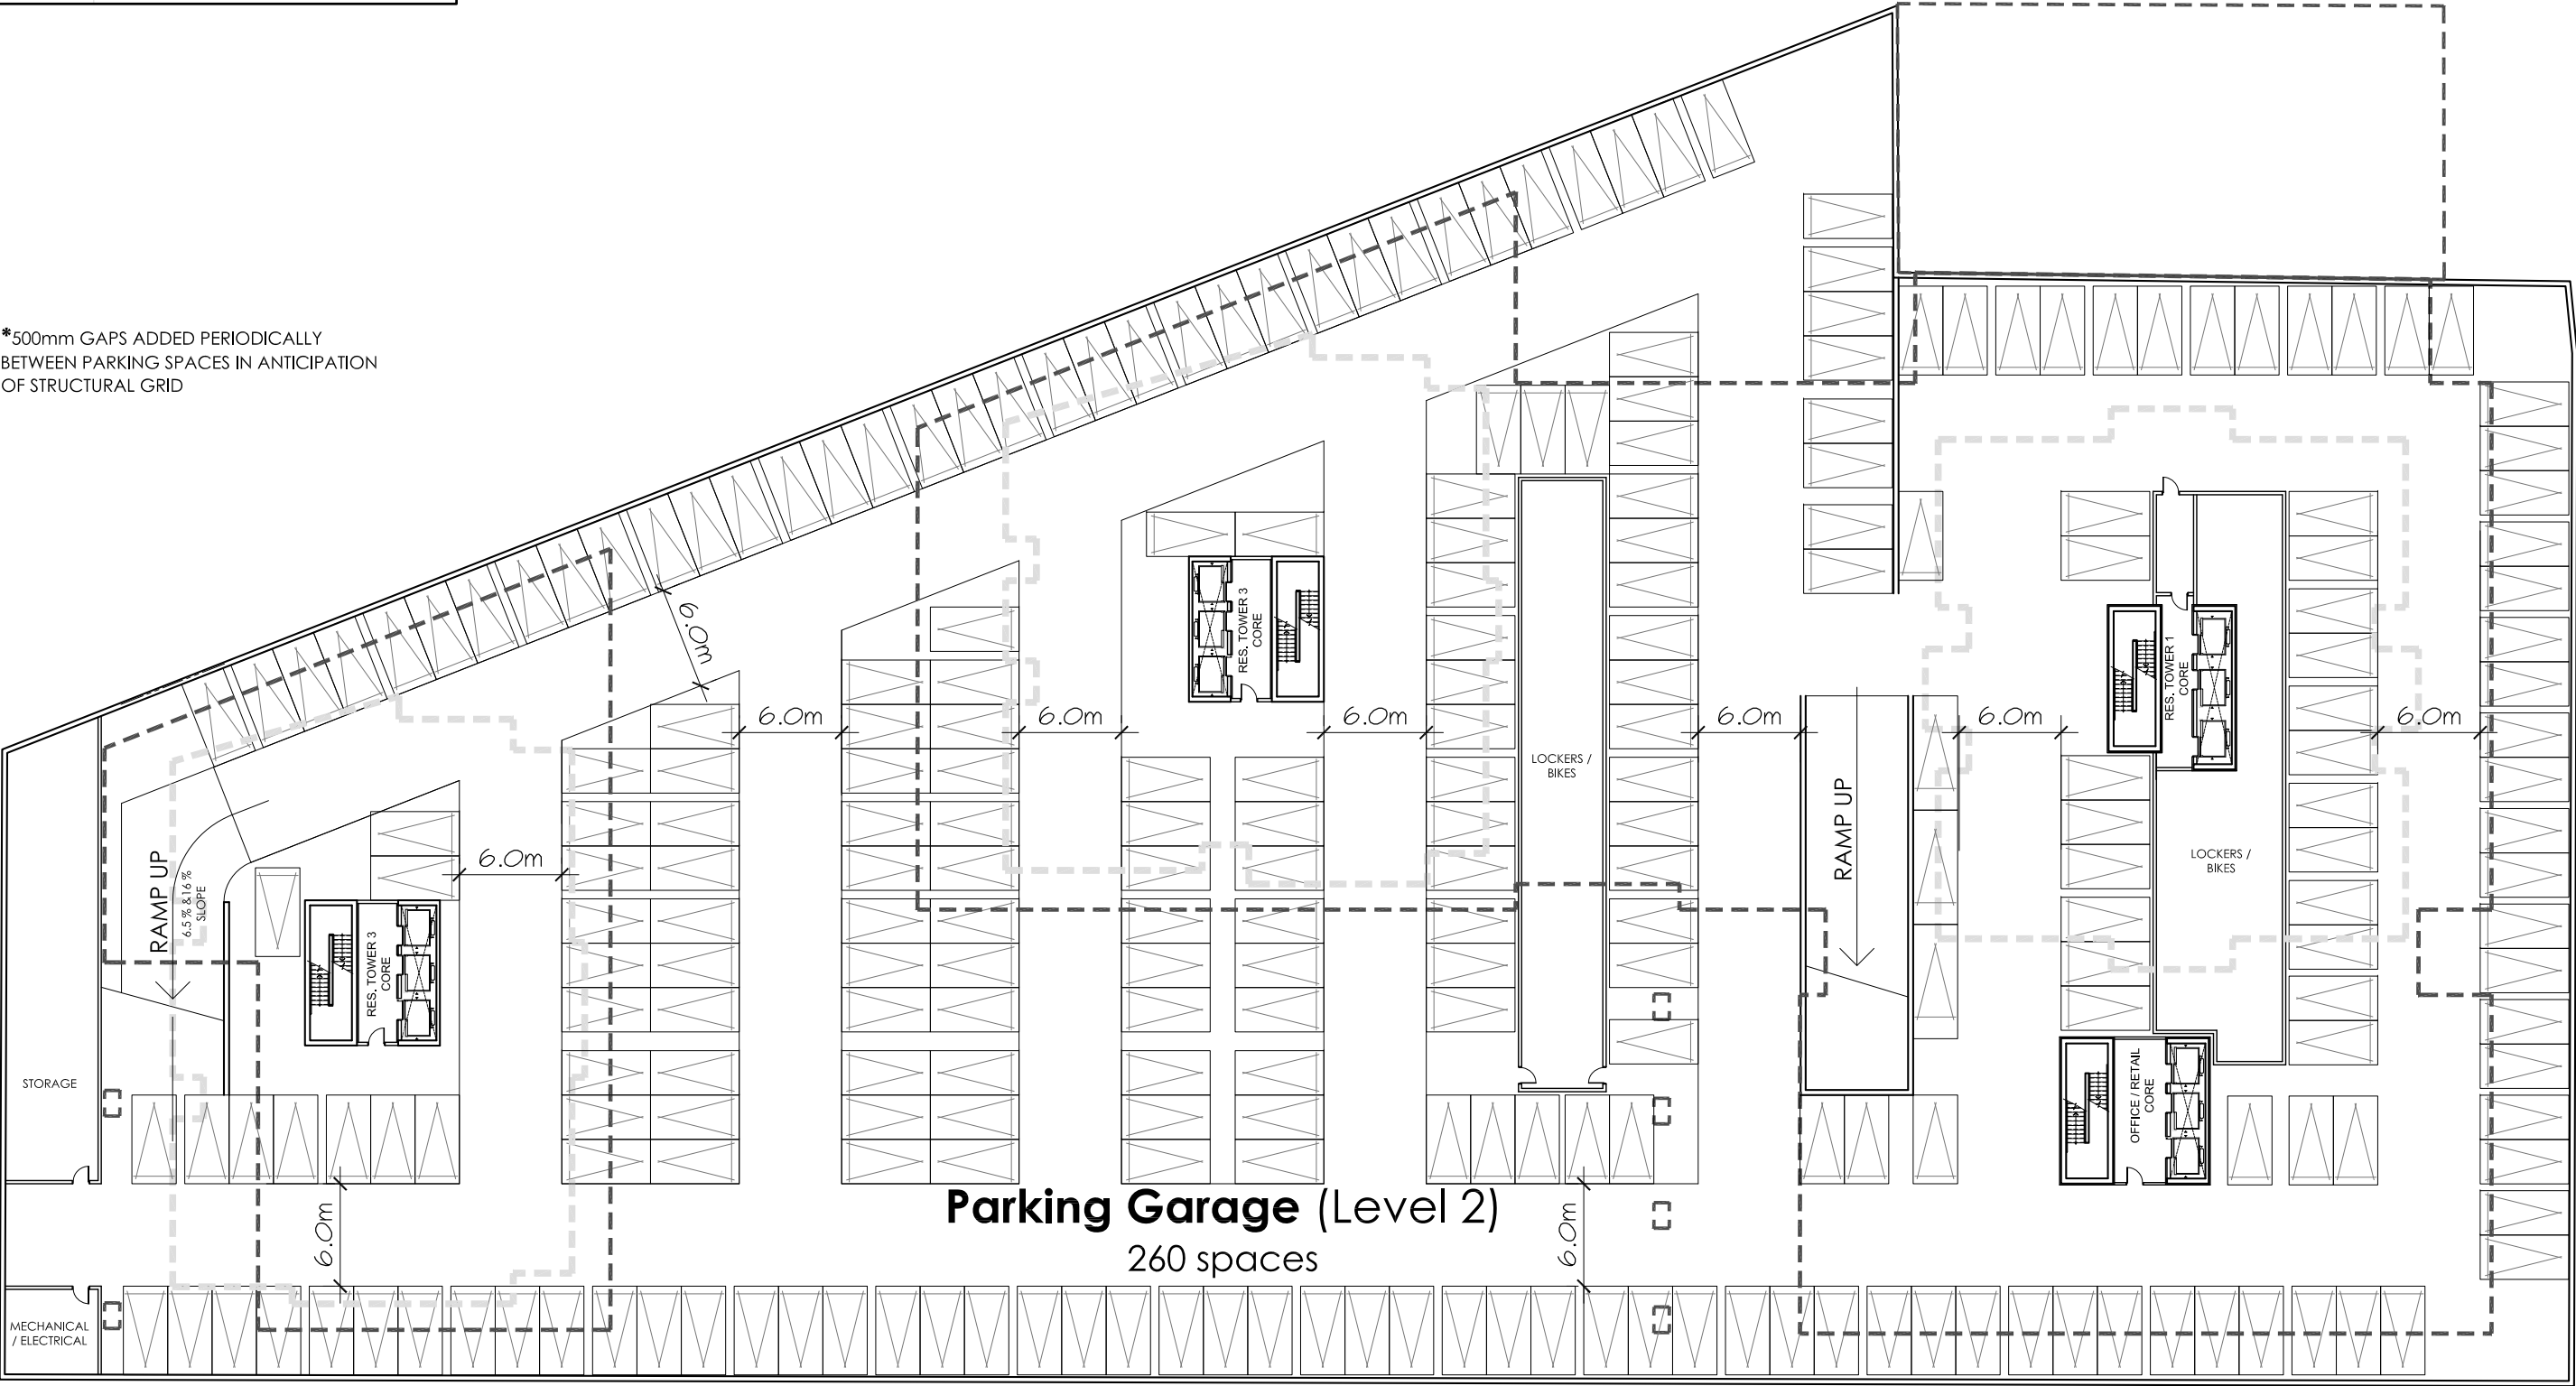 *500mm GAPS ADDED PERIODICALLY
BETWEEN PARKING SPACES IN ANTICIPATION
OF STRUCTURAL GRID
6.0m
RES. TOWER 3
CORE
6.0m
6.0m
6.0m
6.0m
6.0m
6.0m
RES. TOWER 1
CORE
LOCKERS /
BIKES
RAMP UP
LOCKERS /
BIKES
6.0m
RAMP UP
6.5 % &16 %
SLOPE
RES. TOWER 3
CORE
STORAGE
OFFICE / RETAIL
CORE
Parking Garage (Level 2)
260 spaces
6.0m
6.0m
MECHANICAL
/ ELECTRICAL